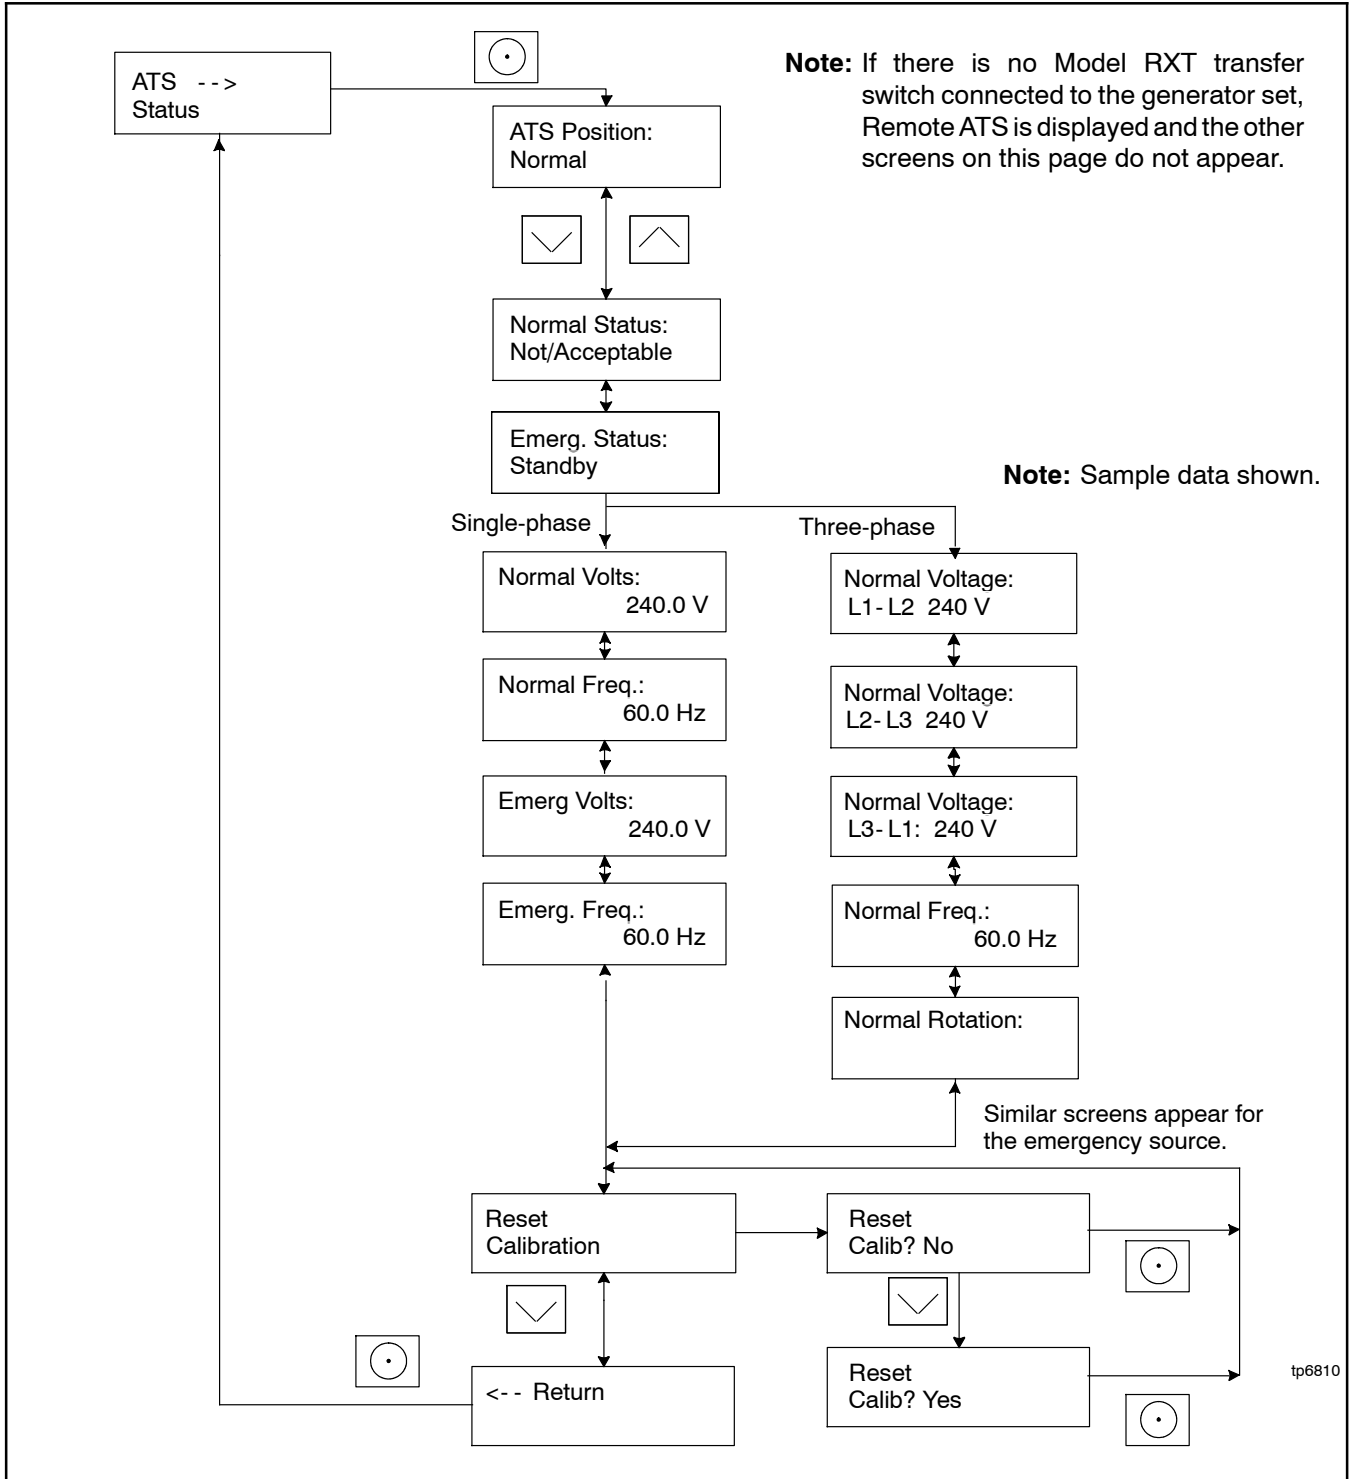 ATS -->
Status
Note: If there is no Model RXT transfer
switch connected to the generator set,
Remote ATS is displayed and the other
screens on this page do not appear.
ATS Position:
Normal
Normal Status:
Not/Acceptable
Emerg. Status:
Standby
Note: Sample data shown.
Single-phase
Three-phase
Normal Volts:
240.0 V
Normal Freq.:
60.0 Hz
Emerg Volts:
240.0 V
Emerg. Freq.:
60.0 Hz
Normal Voltage:
L1-L2 240 V
Normal Voltage:
L2-L3 240 V
Normal Voltage:
L3-L1: 240 V
Normal Freq.:
60.0 Hz
Normal Rotation:
Similar screens appear for
the emergency source.
Reset
Calibration
Reset
Calib? No
<-- Return
Reset
Calib? Yes
tp6810